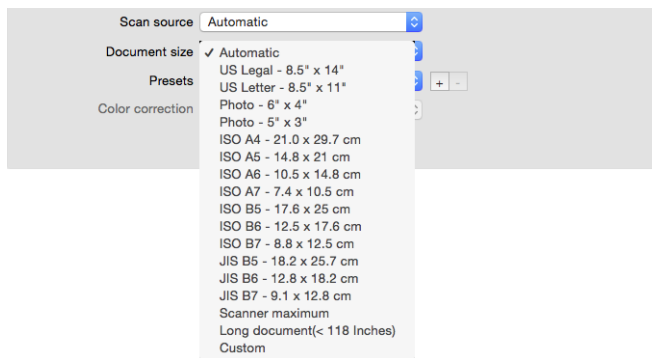 Scan source Automatic
Document size ✓ Automatic
US Legal - 8.5" x 14"
US Letter - 8.5" x 11"
Presets + -
Photo - 6" x 4"
Color correction
Photo - 5" x 3"
ISO A4 - 21.0 x 29.7 cm
ISO A5 - 14.8 x 21 cm
ISO A6 - 10.5 x 14.8 cm
ISO A7 - 7.4 x 10.5 cm
ISO B5 - 17.6 x 25 cm
ISO B6 - 12.5 x 17.6 cm
ISO B7 - 8.8 x 12.5 cm
JIS B5 - 18.2 x 25.7 cm
JIS B6 - 12.8 x 18.2 cm
JIS B7 - 9.1 x 12.8 cm
Scanner maximum
Long document(< 118 Inches)
Custom